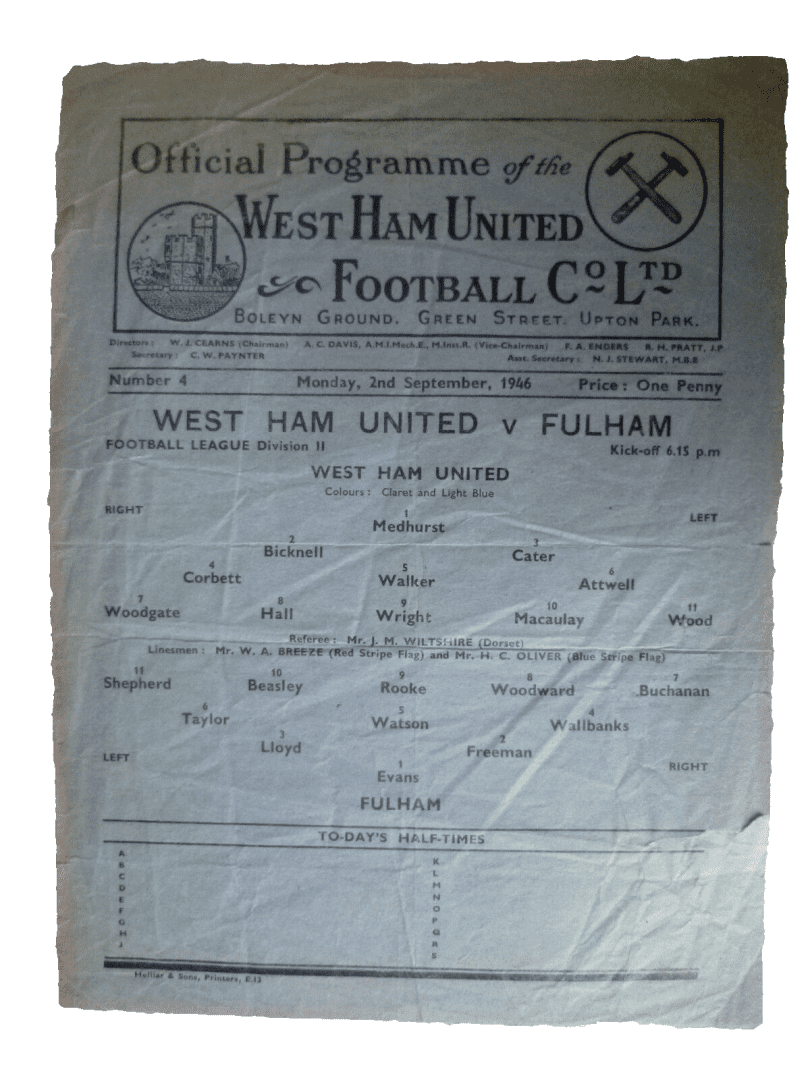 Official Programme of the
WEST HAM UNITED
FOOTBALL CO LTD
BOLEYN GROUND, GREEN STREET, UPTON PARK.
Directors: W. J. CEARNS (Chairman) A. C. DAVIS, A.M.I.Mech.E., M.Inst.R. (Vice-Chairman) F. A. ENDERS R. H. PRATT, J.P.
Secretary: C. W. PAYNTER Asst. Secretary: N. J. STEWART, M.B.E
Number 4 Monday, 2nd September, 1946 Price: One Penny
WEST HAM UNITED v FULHAM
FOOTBALL LEAGUE Division II Kick-off 6.15 p.m
WEST HAM UNITED
Colours: Claret and Light Blue
RIGHT LEFT
1
Medhurst
2 3
Bicknell Cater
4 5 6
Corbett Walker Attwell
7 8 9 10 11
Woodgate Hall Wright Macaulay Wood
Referee: Mr. J. M. WILTSHIRE (Dorset)
Linesmen: Mr. W. A. BREEZE (Red Stripe Flag) and Mr. H. C. OLIVER (Blue Stripe Flag)
11 10 9 8 7
Shepherd Beasley Rooke Woodward Buchanan
6 5 4
Taylor Watson Wallbanks
3 2
Lloyd Freeman
LEFT RIGHT
1
Evans
FULHAM
TO-DAY'S HALF-TIMES
A K
B L
C M
D N
E O
F P
G Q
H R
J S
Helliar & Sons, Printers, E.13